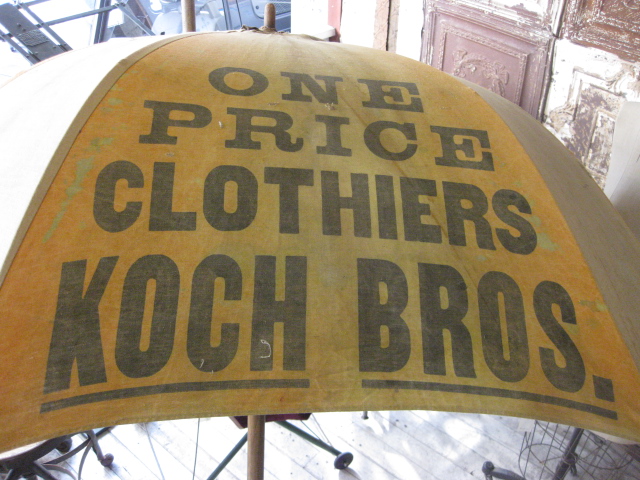 ONE
PRICE
CLOTHIERS
KOCH BROS.